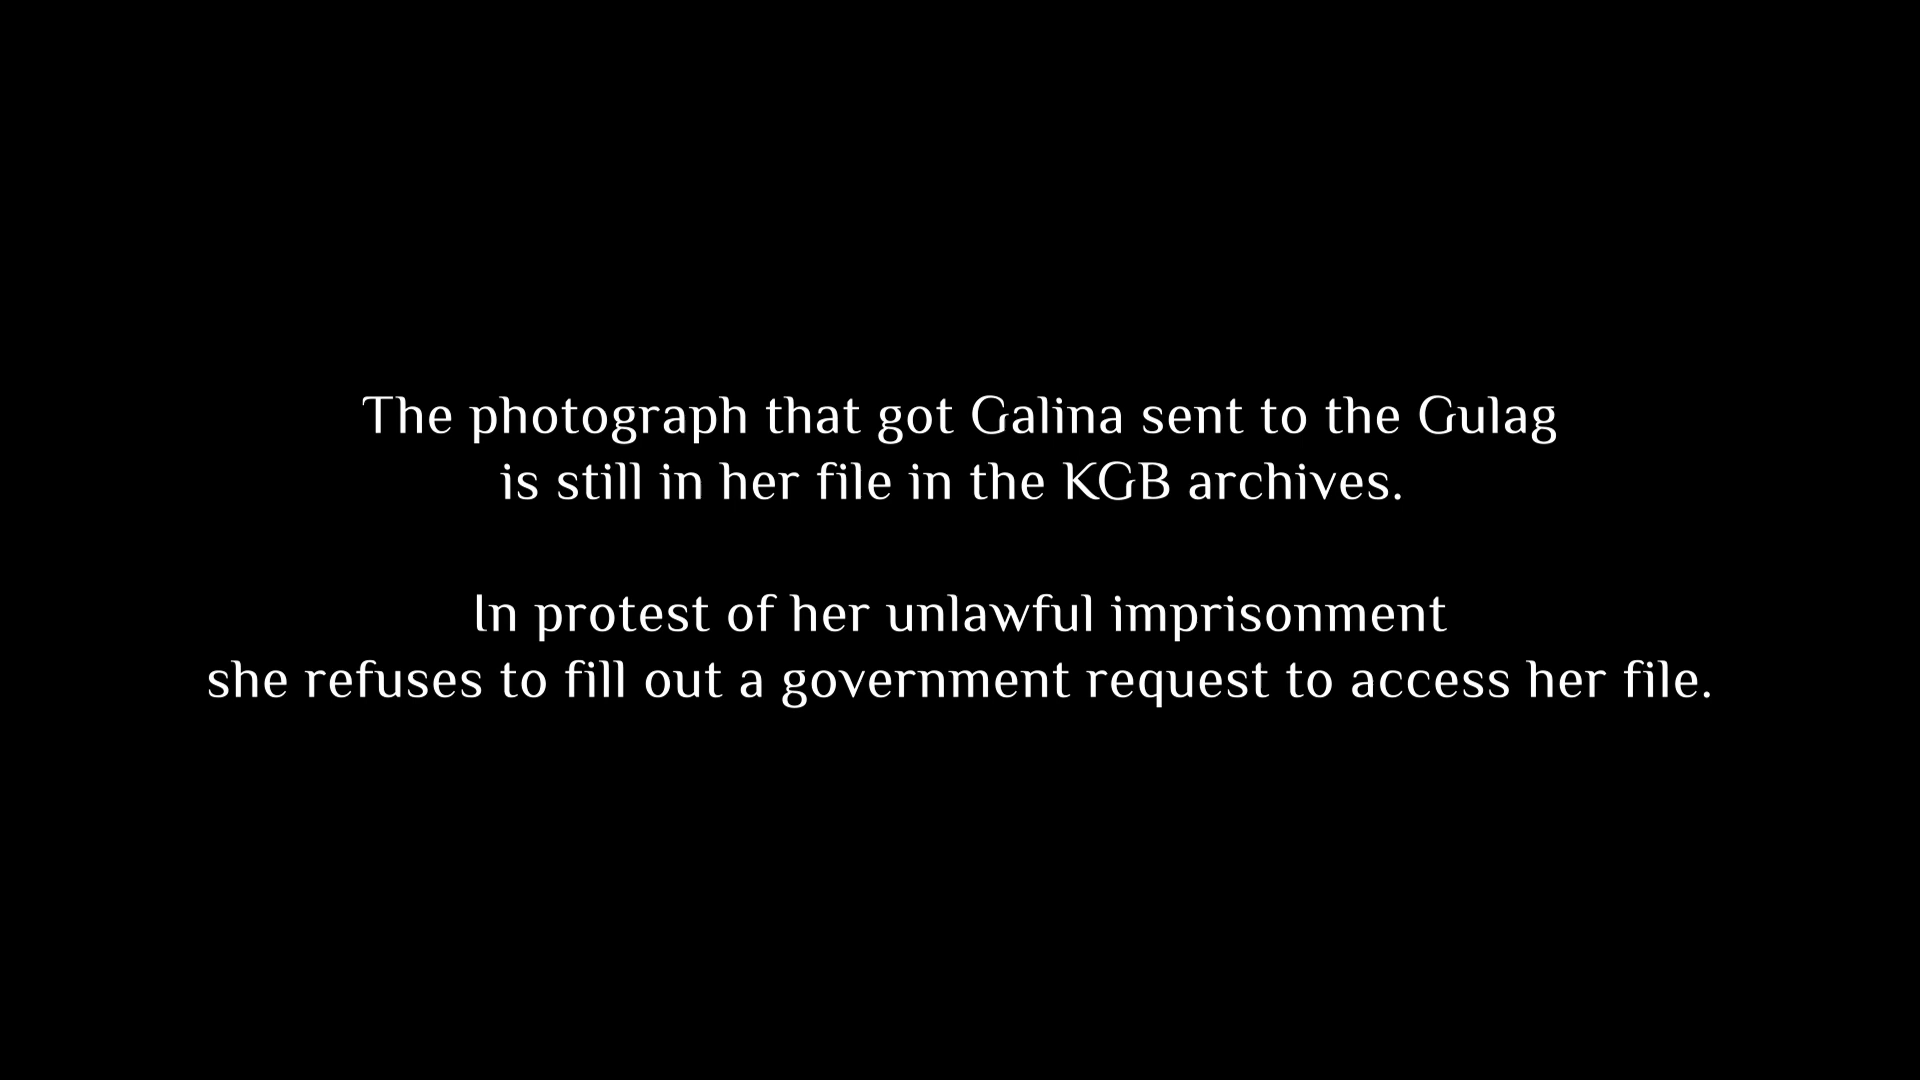 The photograph that got Galina sent to the Gulag
is still in her file in the KGB archives.
In protest of her unlawful imprisonment
she refuses to fill out a government request to access her file.